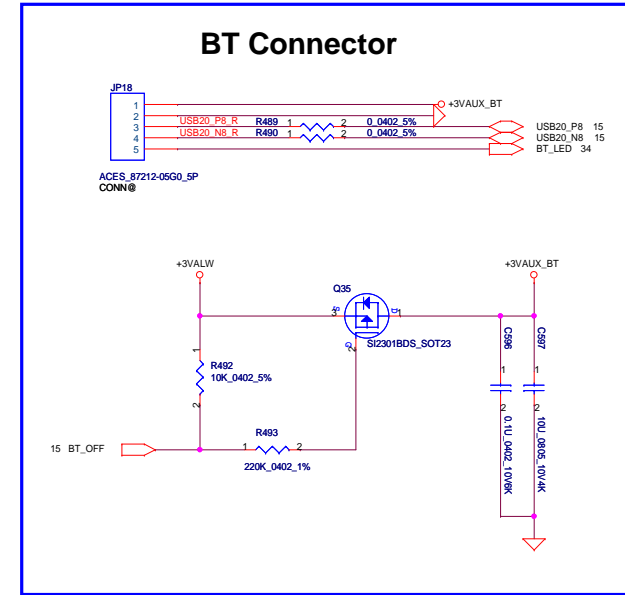 BT Connector
JP18
1
2
3
4
5
+3VAUX_BT
USB20_P8_R R489 1 2 0_0402_5%
USB20_N8_R R490 1 2 0_0402_5%
USB20_P8 15
USB20_N8 15
BT_LED 34
ACES_87212-05G0_5P
CONN@
+3VALW
+3VAUX_BT
Q35
3 S D 1
G
2
SI2301BDS_SOT23
1
R492
10K_0402_5%
2
15 BT_OFF
R493
1 2
220K_0402_1%
C596
1
2
0.1U_0402_10V6K
C597
1
2
10U_0805_10V4K